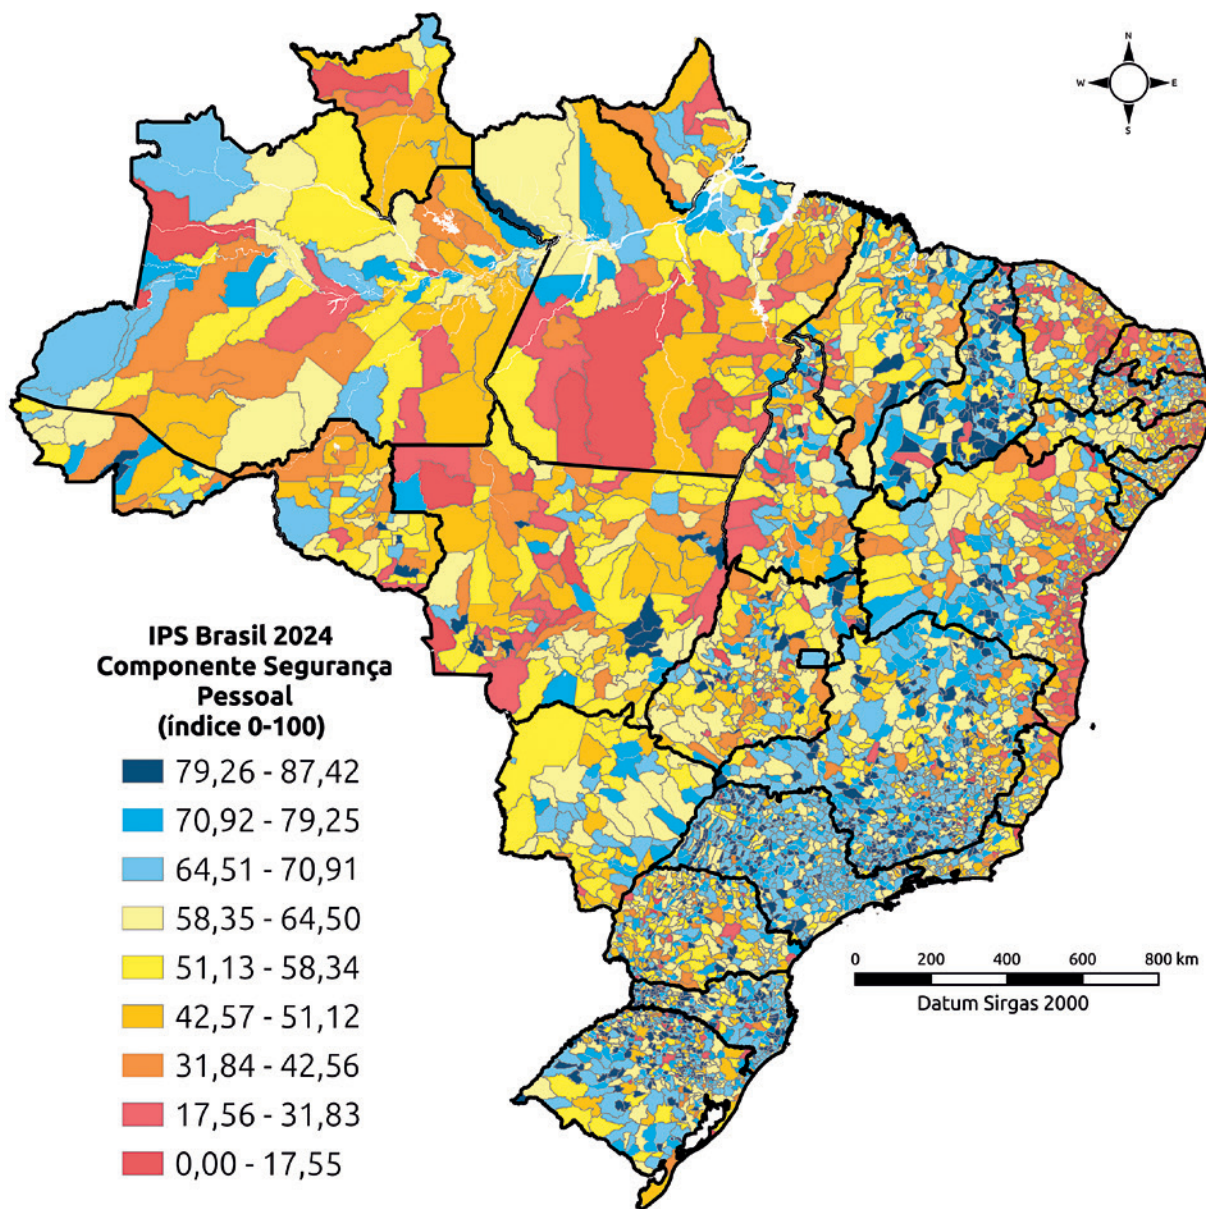 N
W E
S
IPS Brasil 2024
Componente Segurança
Pessoal
(índice 0-100)
79,26 - 87,42
70,92 - 79,25
64,51 - 70,91
58,35 - 64,50
51,13 - 58,34
42,57 - 51,12
31,84 - 42,56
17,56 - 31,83
0,00 - 17,55
0 200 400 600 800 km
Datum Sirgas 2000